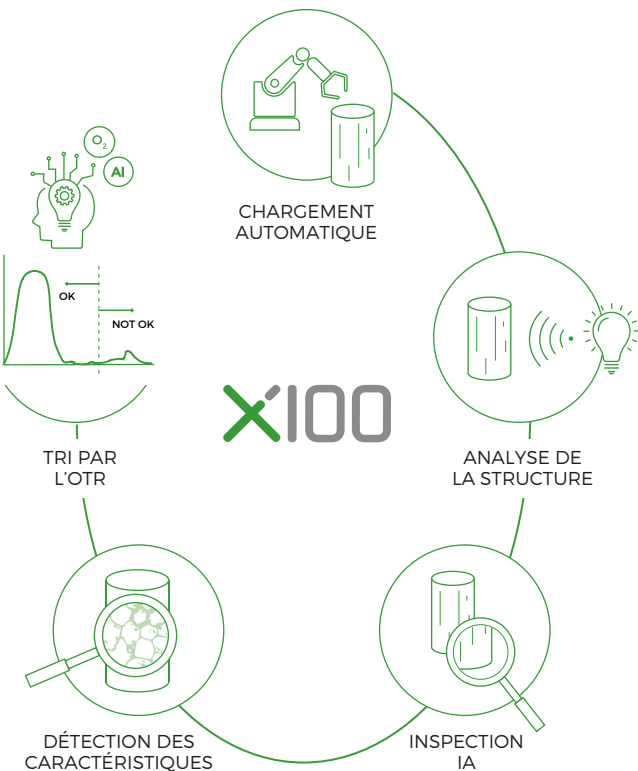 CHARGEMENT
AUTOMATIQUE
O2
AI
OK
NOT OK
X100
TRI PAR
L'OTR
ANALYSE DE
LA STRUCTURE
DÉTECTION DES
CARACTÉRISTIQUES
INSPECTION
IA